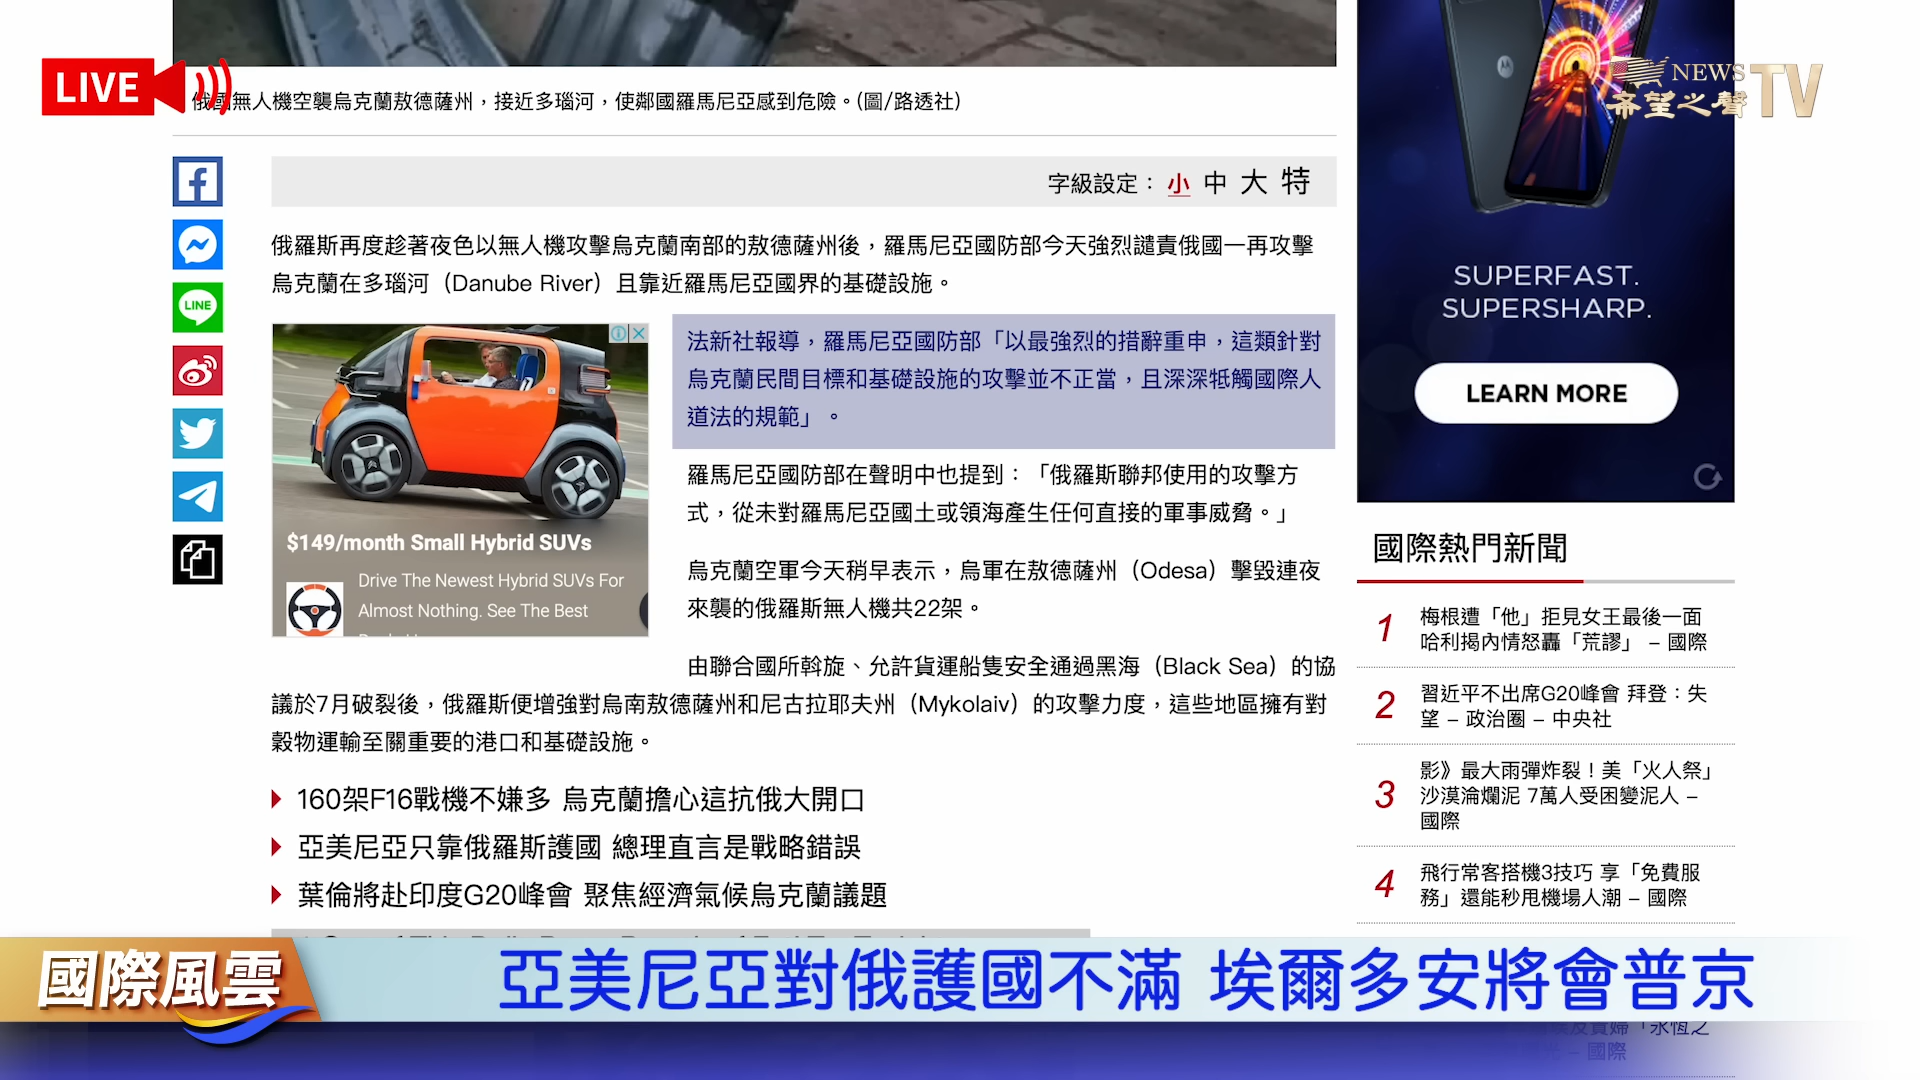 LIVE
俄國無人機空襲烏克蘭敖德薩州，接近多瑙河，使鄰國羅馬尼亞感到危險。(圖/路透社)
NEWS
希望之聲TV
字級設定： 小 中 大 特
俄羅斯再度趁著夜色以無人機攻擊烏克蘭南部的敖德薩州後，羅馬尼亞國防部今天強烈譴責俄國一再攻擊
烏克蘭在多瑙河（Danube River）且靠近羅馬尼亞國界的基礎設施。
LINE
法新社報導，羅馬尼亞國防部「以最強烈的措辭重申，這類針對
烏克蘭民間目標和基礎設施的攻擊並不正當，且深深牴觸國際人
道法的規範」。
羅馬尼亞國防部在聲明中也提到：「俄羅斯聯邦使用的攻擊方
式，從未對羅馬尼亞國土或領海產生任何直接的軍事威脅。」
烏克蘭空軍今天稍早表示，烏軍在敖德薩州（Odesa）擊毀連夜
來襲的俄羅斯無人機共22架。
$149/month Small Hybrid SUVs
Drive The Newest Hybrid SUVs For
Almost Nothing. See The Best
由聯合國所斡旋、允許貨運船隻安全通過黑海（Black Sea）的協
議於7月破裂後，俄羅斯便增強對烏南敖德薩州和尼古拉耶夫州（Mykolaiv）的攻擊力度，這些地區擁有對
穀物運輸至關重要的港口和基礎設施。
160架F16戰機不嫌多 烏克蘭擔心這抗俄大開口
亞美尼亞只靠俄羅斯護國 總理直言是戰略錯誤
葉倫將赴印度G20峰會 聚焦經濟氣候烏克蘭議題
SUPERFAST.
SUPERSHARP.
LEARN MORE
國際熱門新聞
1 梅根遭「他」拒見女王最後一面
哈利揭內情怒轟「荒謬」 – 國際
2 習近平不出席G20峰會 拜登：失
望 – 政治圈 – 中央社
3 影》最大雨彈炸裂！美「火人祭」
沙漠淪爛泥 7萬人受困變泥人 –
國際
4 飛行常客搭機3技巧 享「免費服
務」還能秒甩機場人潮 – 國際
國際風雲
亞美尼亞對俄護國不滿 埃爾多安將會普京
– 國際